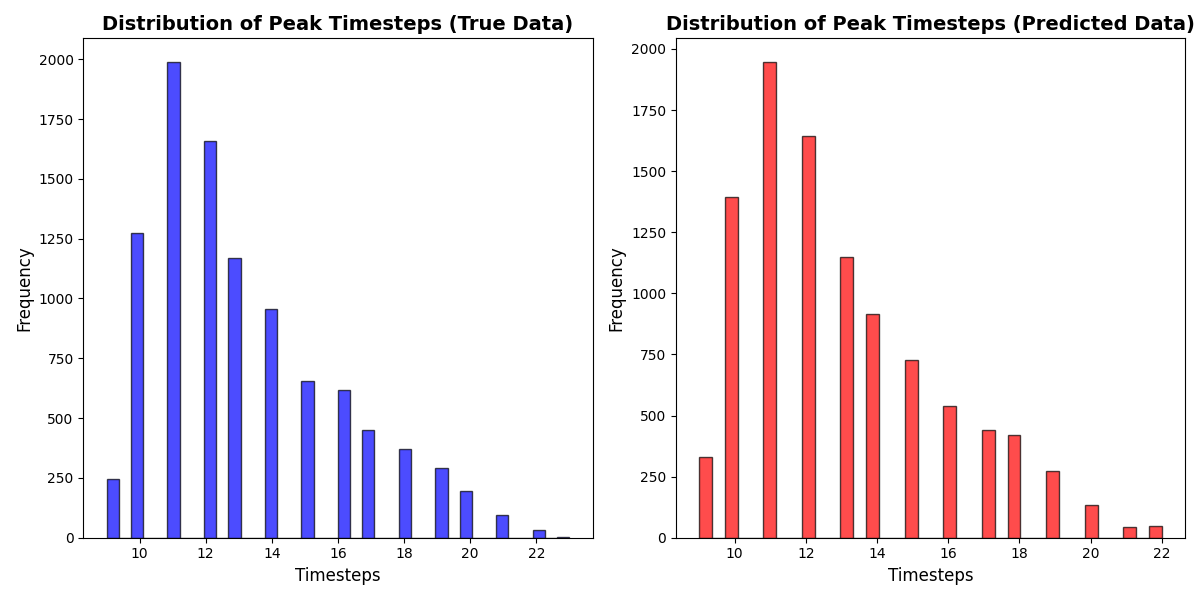 Distribution of Peak Timesteps (True Data)
Frequency
2000
1750
1500
1250
1000
750
500
250
0
10 12 14 16 18 20 22
Timesteps
Distribution of Peak Timesteps (Predicted Data)
Frequency
2000
1750
1500
1250
1000
750
500
250
0
10 12 14 16 18 20 22
Timesteps